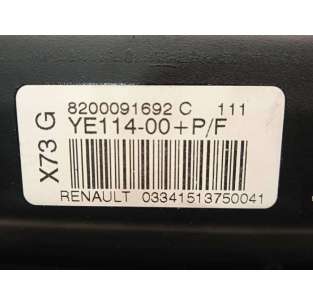 X73 G
8200091692 C 111
YE114-00+P/F
RENAULT 03341513750041